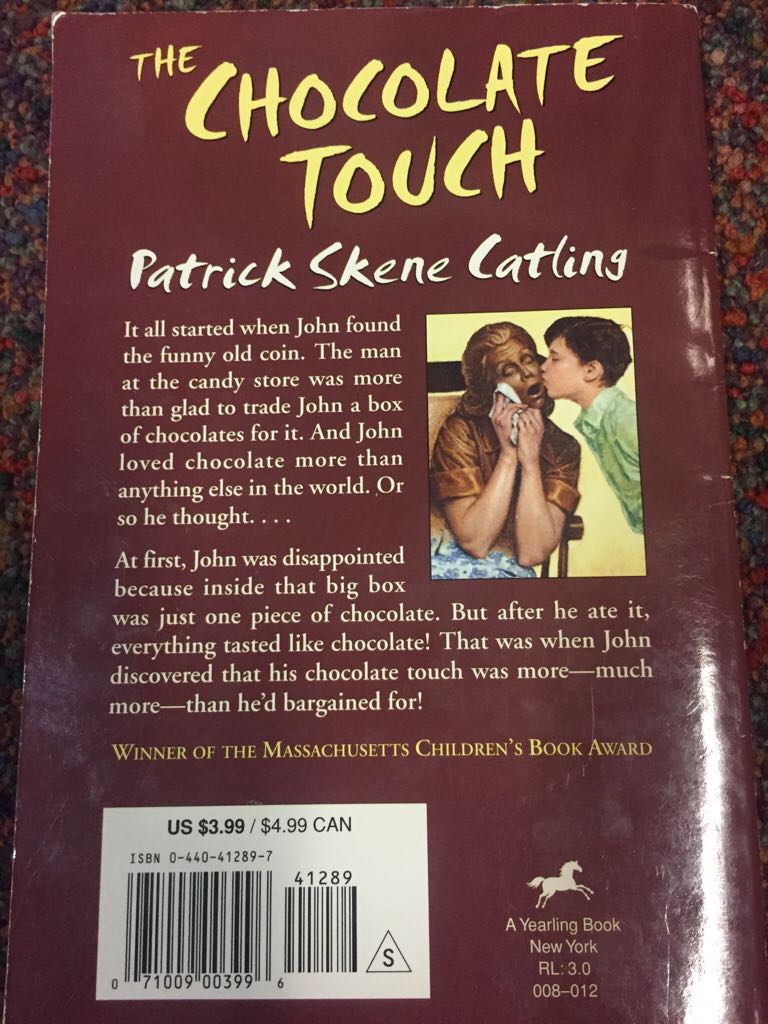 THE
CHOCOLATE
TOUCH
Patrick Skene Catling
It all started when John found
the funny old coin. The man
at the candy store was more
than glad to trade John a box
of chocolates for it. And John
loved chocolate more than
anything else in the world. Or
so he thought. . . .
At first, John was disappointed
because inside that big box
was just one piece of chocolate. But after he ate it,
everything tasted like chocolate! That was when John
discovered that his chocolate touch was more—much
more—than he'd bargained for!
WINNER OF THE MASSACHUSETTS CHILDREN'S BOOK AWARD
US $3.99 / $4.99 CAN
ISBN 0-440-41289-7
41289
0 71009 00399 6
S
A Yearling Book
New York
RL: 3.0
008–012